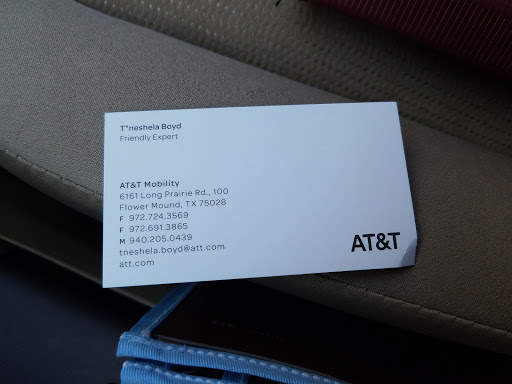 T*neshela Boyd
Friendly Expert
AT&T Mobility
6161 Long Prairie Rd., 100
Flower Mound, TX 75028
F 972.724.3569
F 972.691.3865
M 940.205.0439
tneshela.boyd@att.com
att.com
AT&T